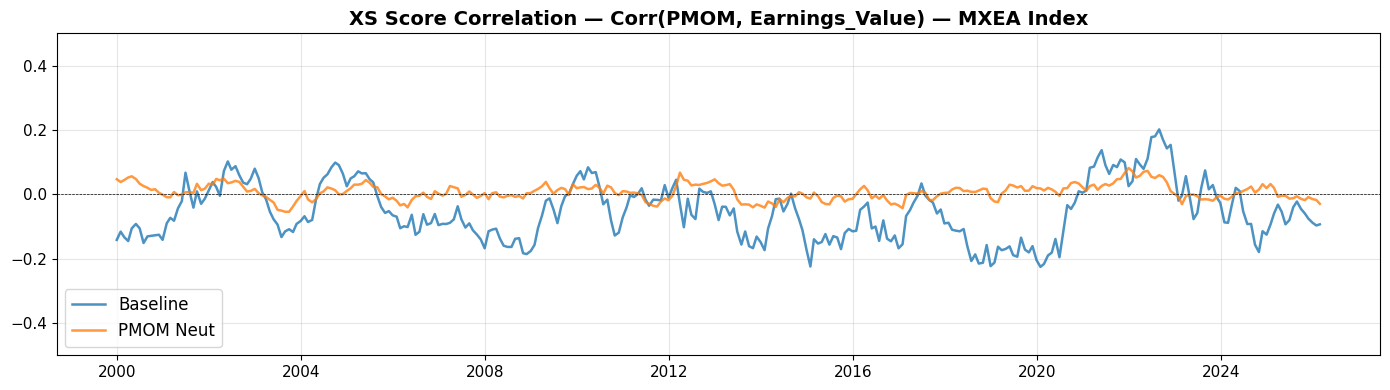 XS Score Correlation — Corr(PMOM, Earnings_Value) — MXEA Index
0.4
0.2
0.0
−0.2
−0.4
Baseline
PMOM Neut
2000 2004 2008 2012 2016 2020 2024